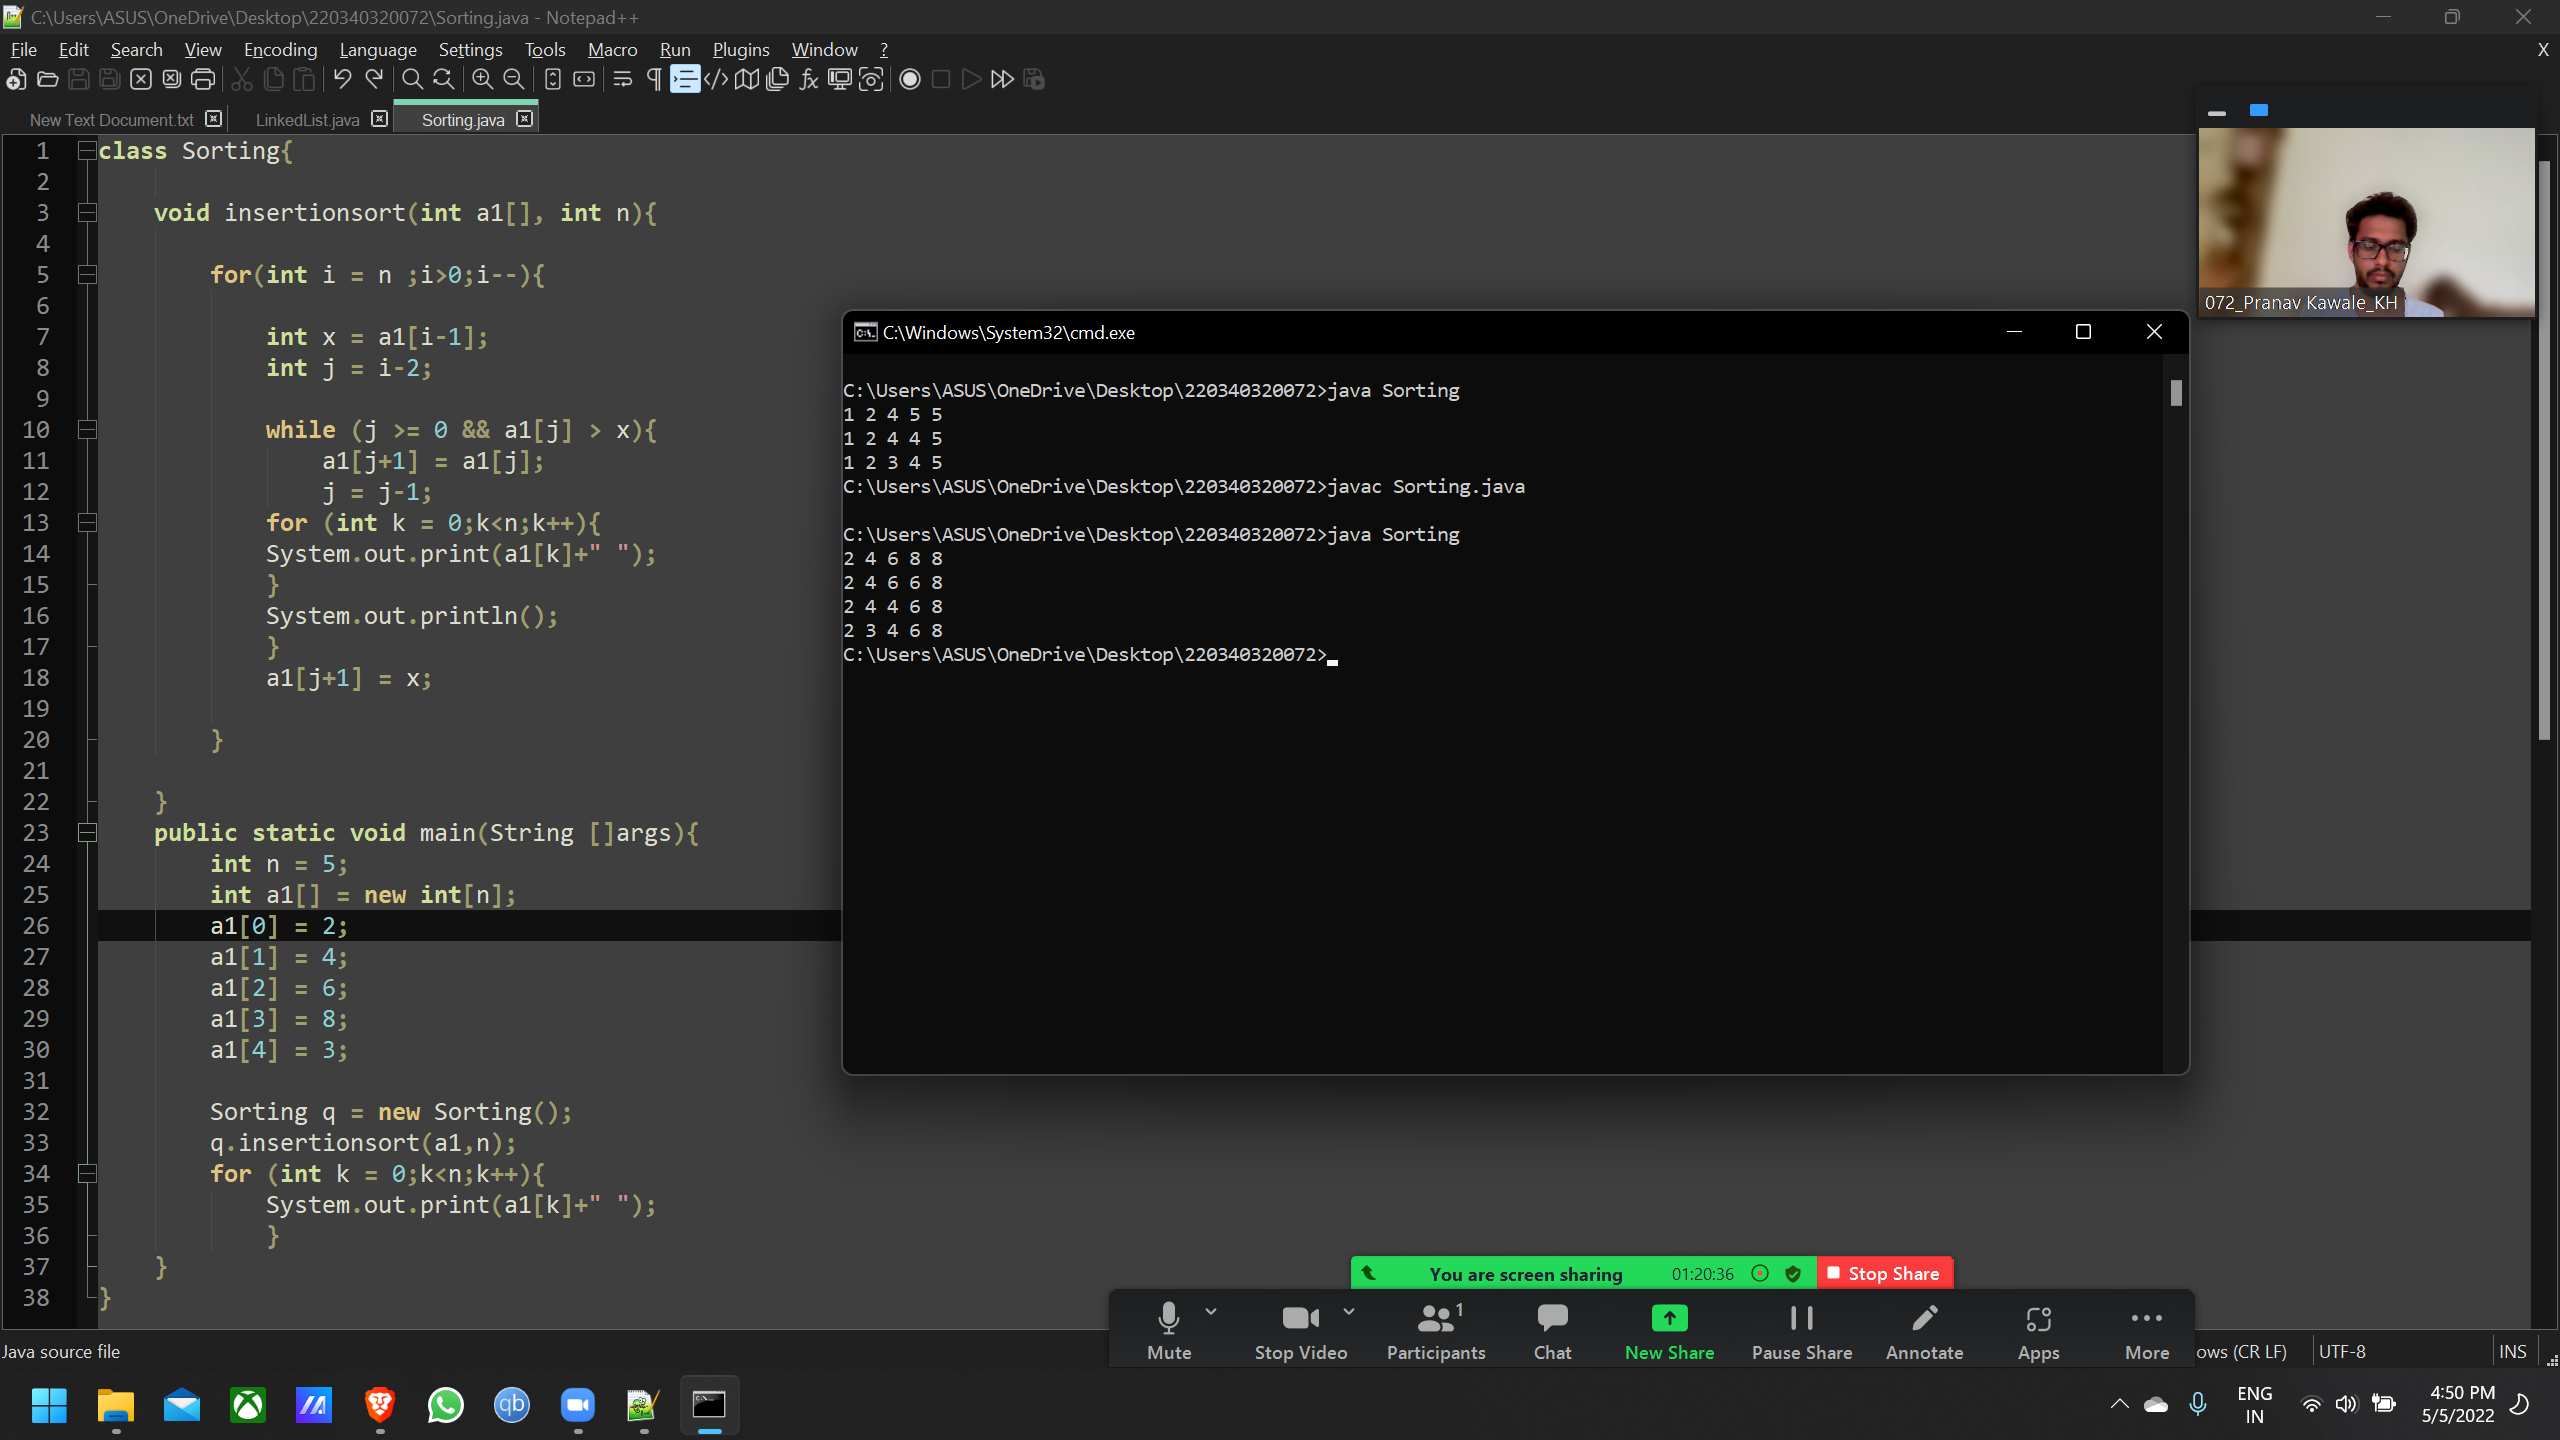 C:\Users\ASUS\OneDrive\Desktop\220340320072\Sorting.java - Notepad++
File Edit Search View Encoding Language Settings Tools Macro Run Plugins Window ? X
New Text Document.txt LinkedList.java Sorting.java
1 class Sorting{
2
3 void insertionsort(int a1[], int n){
4
5 for(int i = n ;i>0;i--){
6
7 int x = a1[i-1];
8 int j = i-2;
9
10 while (j >= 0 && a1[j] > x){
11 a1[j+1] = a1[j];
12 j = j-1;
13 for (int k = 0;k<n;k++){
14 System.out.print(a1[k]+" ");
15 }
16 System.out.println();
17 }
18 a1[j+1] = x;
19
20 }
21
22 }
23 public static void main(String []args){
24 int n = 5;
25 int a1[] = new int[n];
26 a1[0] = 2;
27 a1[1] = 4;
28 a1[2] = 6;
29 a1[3] = 8;
30 a1[4] = 3;
31
32 Sorting q = new Sorting();
33 q.insertionsort(a1,n);
34 for (int k = 0;k<n;k++){
35 System.out.print(a1[k]+" ");
36 }
37 }
38 }
C:\Windows\System32\cmd.exe
C:\Users\ASUS\OneDrive\Desktop\220340320072>java Sorting
1 2 4 5 5
1 2 4 4 5
1 2 3 4 5
C:\Users\ASUS\OneDrive\Desktop\220340320072>javac Sorting.java
C:\Users\ASUS\OneDrive\Desktop\220340320072>java Sorting
2 4 6 8 8
2 4 6 6 8
2 4 4 6 8
2 3 4 6 8
C:\Users\ASUS\OneDrive\Desktop\220340320072>
072_Pranav Kawale_KH
You are screen sharing 01:20:36 Stop Share
Mute Stop Video Participants 1 Chat New Share Pause Share Annotate Apps More
Java source file ows (CR LF) UTF-8 INS
qb
ENG
IN
4:50 PM
5/5/2022